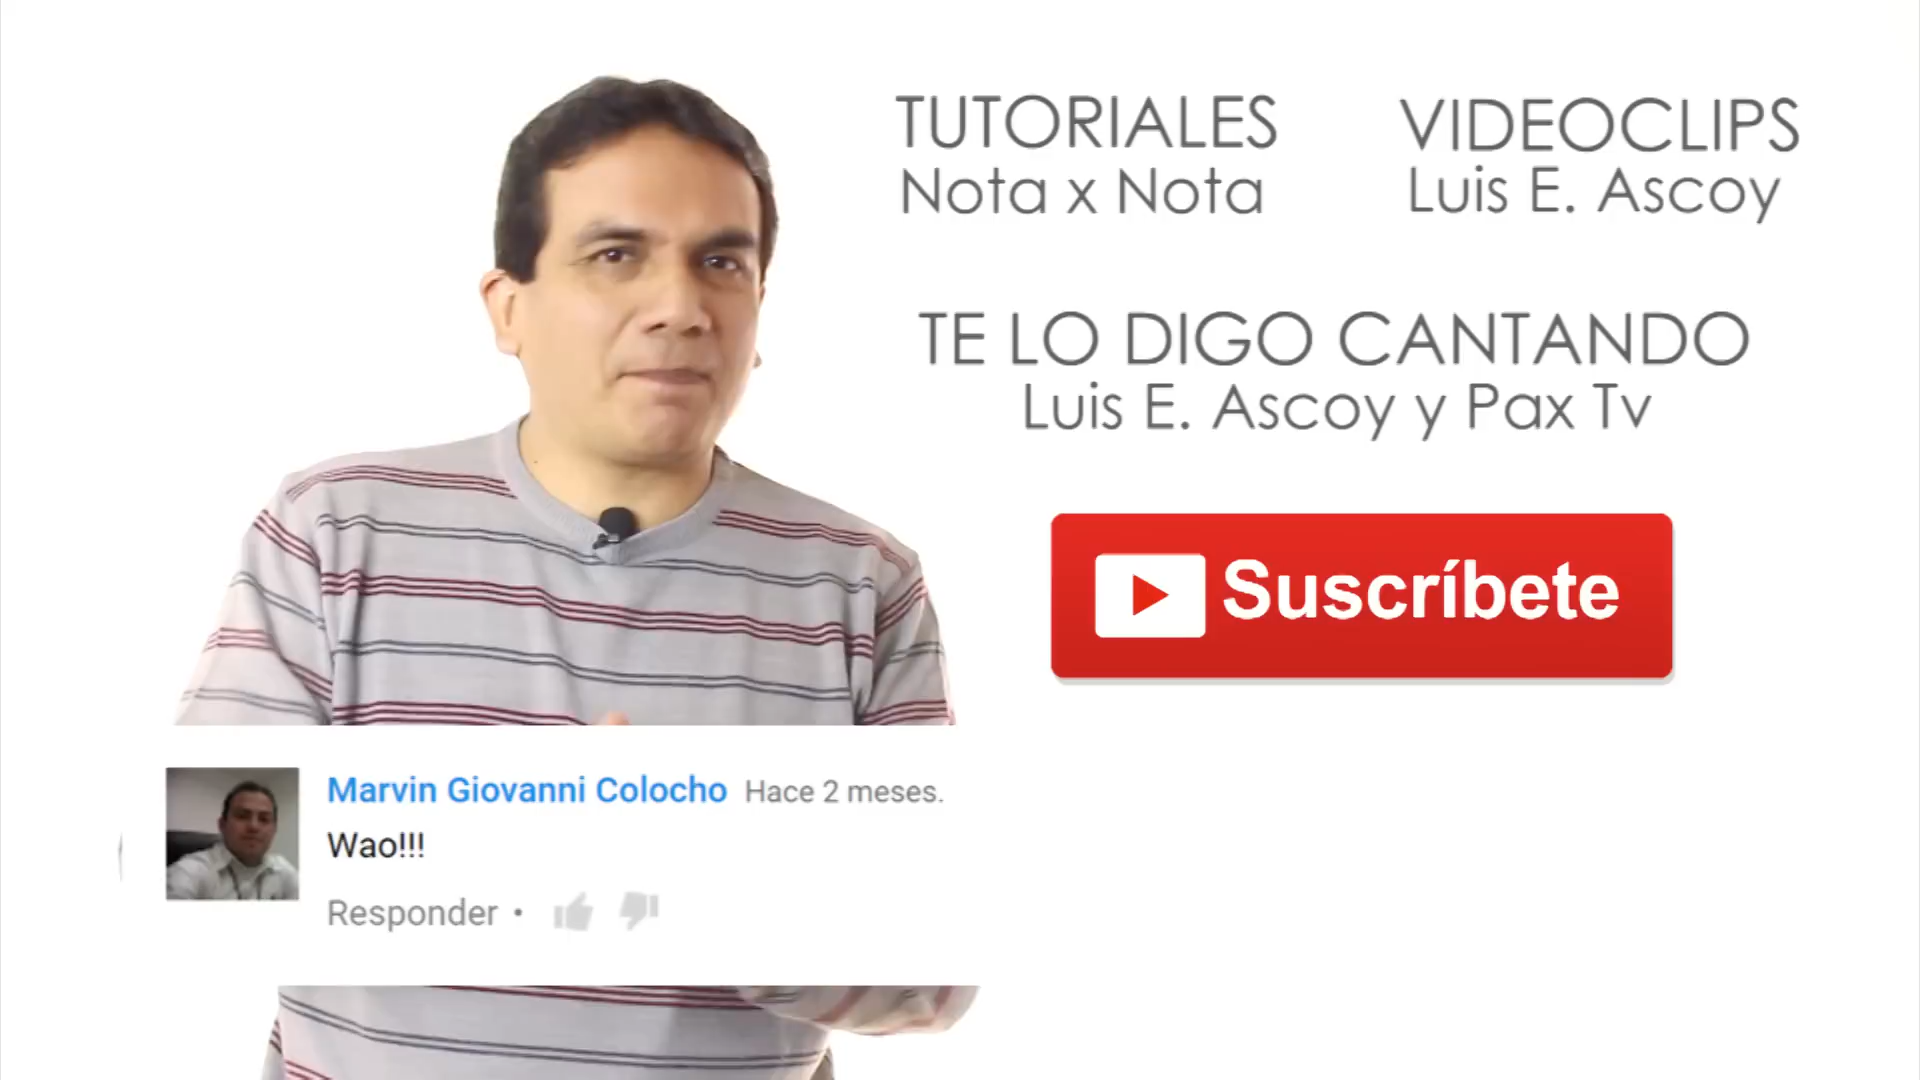 TUTORIALES
Nota x Nota
VIDEOCLIPS
Luis E. Ascoy
TE LO DIGO CANTANDO
Luis E. Ascoy y Pax Tv
Suscríbete
Marvin Giovanni Colocho Hace 2 meses.
Wao!!!
Responder •